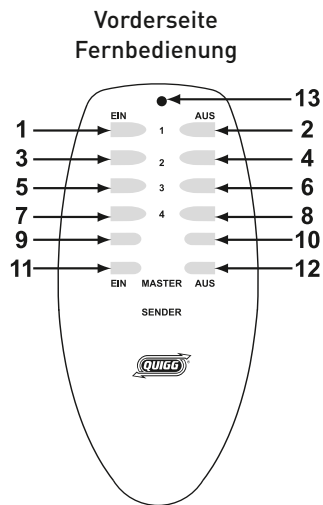 Vorderseite
Fernbedienung
13
EIN AUS
1 1 2
3 2 4
5 3 6
7 4 8
9 10
11 12
EIN MASTER AUS
SENDER
QUIGG®